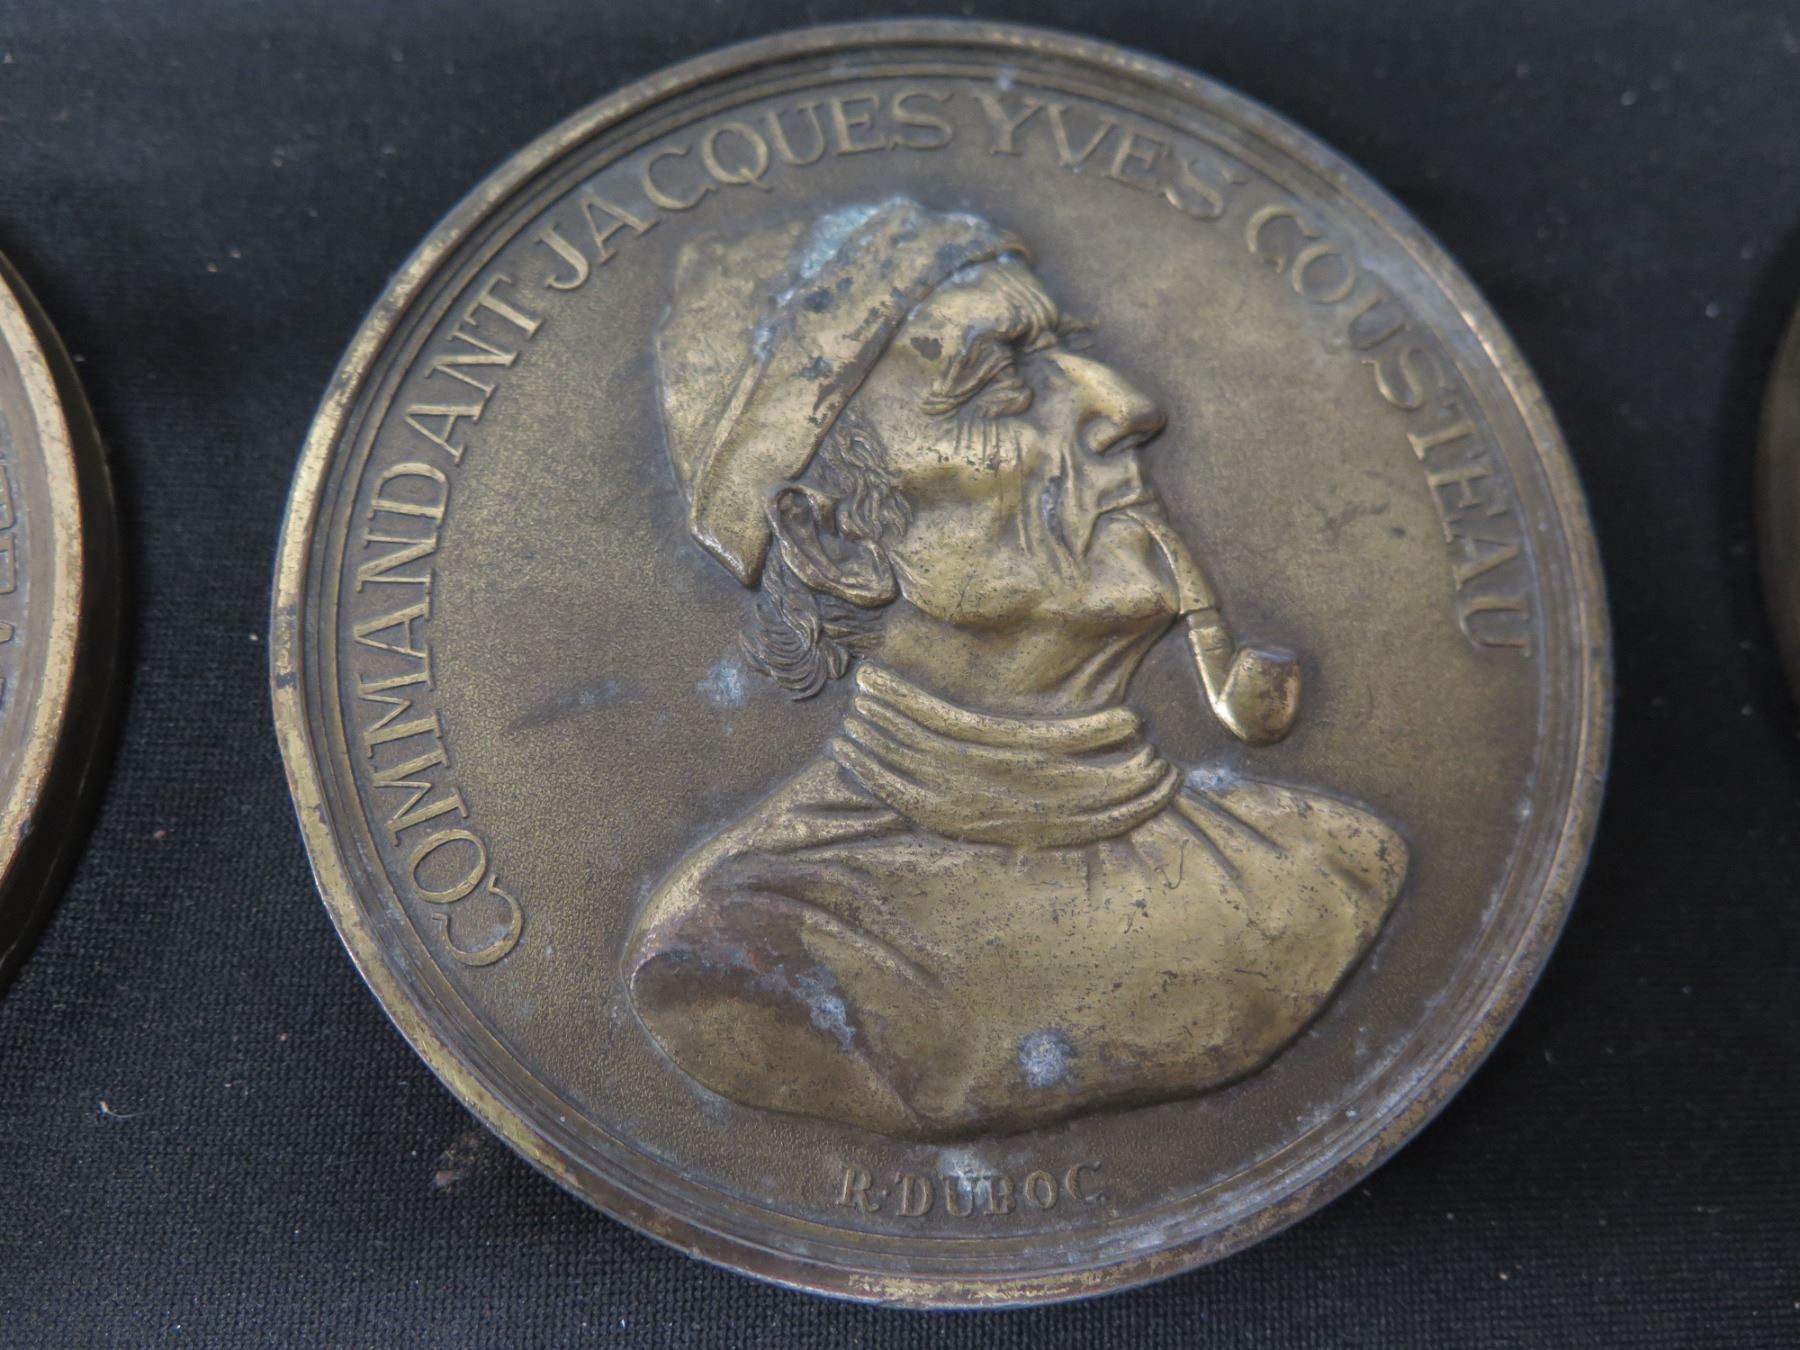 COMMANDANT JACQUES YVES COUSTEAU
R. DUBOC